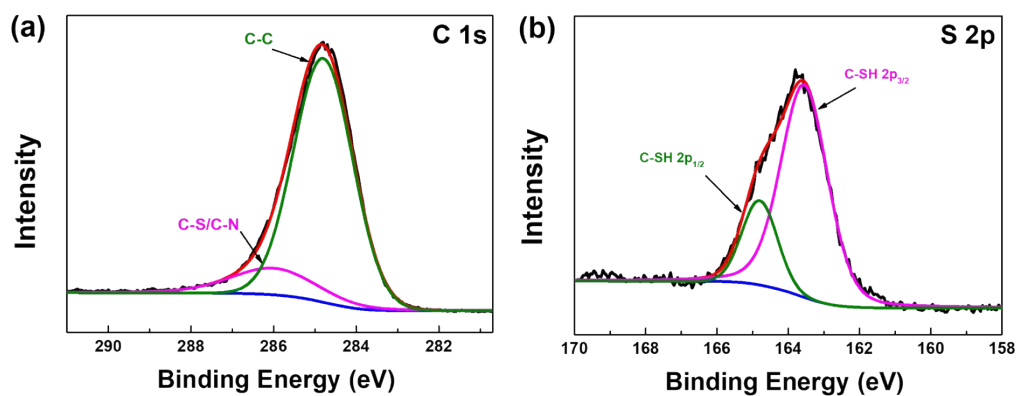 (a)
C 1s
C-C
C-S/C-N
Intensity
290 288 286 284 282
Binding Energy (eV)
(b)
S 2p
C-SH 2p3/2
C-SH 2p1/2
Intensity
170 168 166 164 162 160 158
Binding Energy (eV)